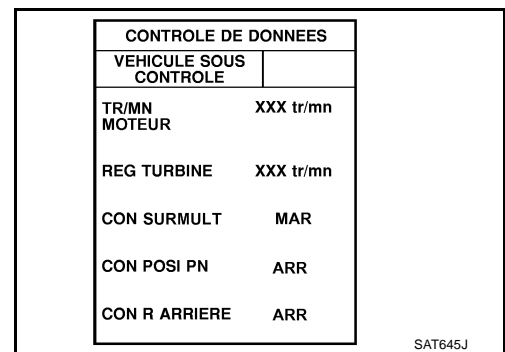 CONTROLE DE DONNEES
VEHICULE SOUS
CONTROLE
TR/MN XXX tr/mn
MOTEUR
REG TURBINE XXX tr/mn
CON SURMULT MAR
CON POSI PN ARR
CON R ARRIERE ARR
SAT645J